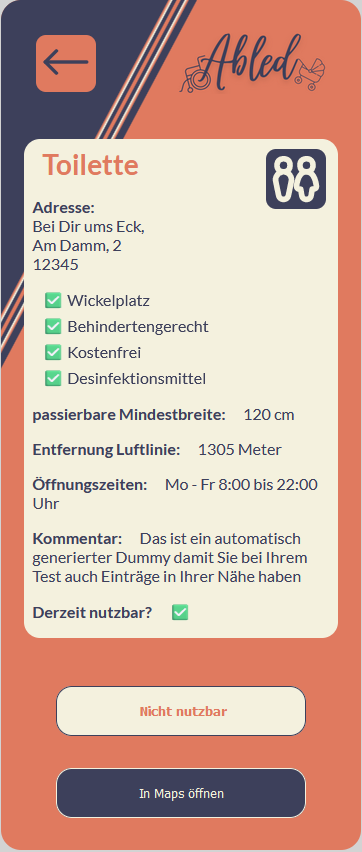 Abled
Toilette
Adresse:
Bei Dir ums Eck,
Am Damm, 2
12345
Wickelplatz
Behindertengerecht
Kostenfrei
Desinfektionsmittel
passierbare Mindestbreite: 120 cm
Entfernung Luftlinie: 1305 Meter
Öffnungszeiten: Mo - Fr 8:00 bis 22:00
Uhr
Kommentar: Das ist ein automatisch
generierter Dummy damit Sie bei Ihrem
Test auch Einträge in Ihrer Nähe haben
Derzeit nutzbar?
Nicht nutzbar
In Maps öffnen